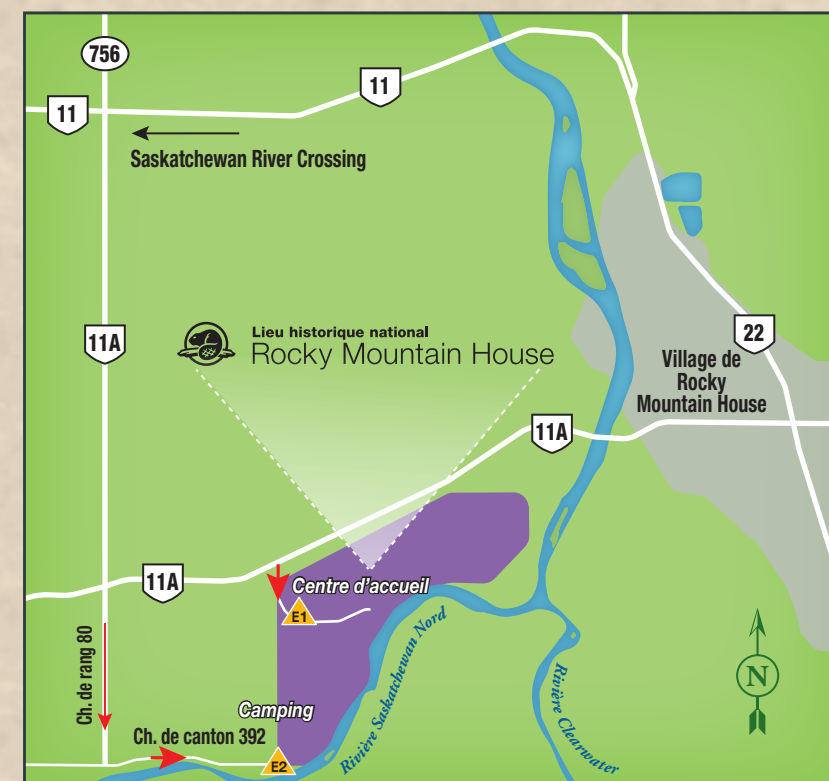 756
11
11
Saskatchewan River Crossing
Lieu historique national
Rocky Mountain House
11A
22
Village de
Rocky
Mountain House
11A
11A
Centre d'accueil
E1
Ch. de rang 80
Rivière Saskatchewan Nord
Rivière Clearwater
N
Camping
Ch. de canton 392
E2